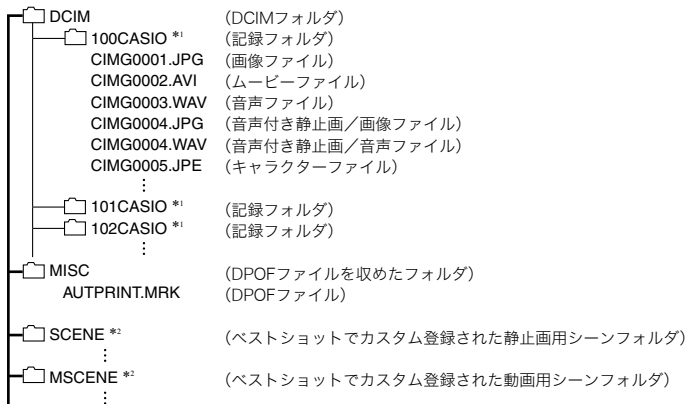 DCIM （DCIMフォルダ）
100CASIO *1 （記録フォルダ）
CIMG0001.JPG （画像ファイル）
CIMG0002.AVI （ムービーファイル）
CIMG0003.WAV （音声ファイル）
CIMG0004.JPG （音声付き静止画／画像ファイル）
CIMG0004.WAV （音声付き静止画／音声ファイル）
CIMG0005.JPE （キャラクターファイル）
⋮
101CASIO *1 （記録フォルダ）
102CASIO *1 （記録フォルダ）
⋮
MISC （DPOFファイルを収めたフォルダ）
AUTPRINT.MRK （DPOFファイル）
SCENE *2 （ベストショットでカスタム登録された静止画用シーンフォルダ）
⋮
MSCENE *2 （ベストショットでカスタム登録された動画用シーンフォルダ）
⋮